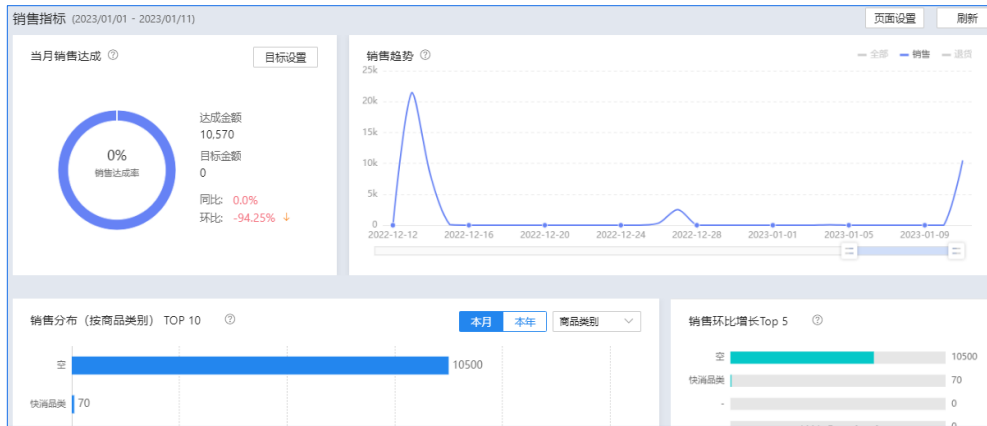 销售指标 (2023/01/01 - 2023/01/11)
页面设置
刷新
当月销售达成
目标设置
0%
销售达成率
达成金额
10,570
目标金额
0
同比: 0.0%
环比: -94.25% ↓
销售趋势
全部 销售 退货
25k
20k
15k
10k
5k
0
2022-12-12 2022-12-16 2022-12-20 2022-12-24 2022-12-28 2023-01-01 2023-01-05 2023-01-09
销售分布(按商品类别) TOP 10
本月 本年 商品类别
空 10500
快消品类 70
销售环比增长Top 5
空 10500
快消品类 70
- 0